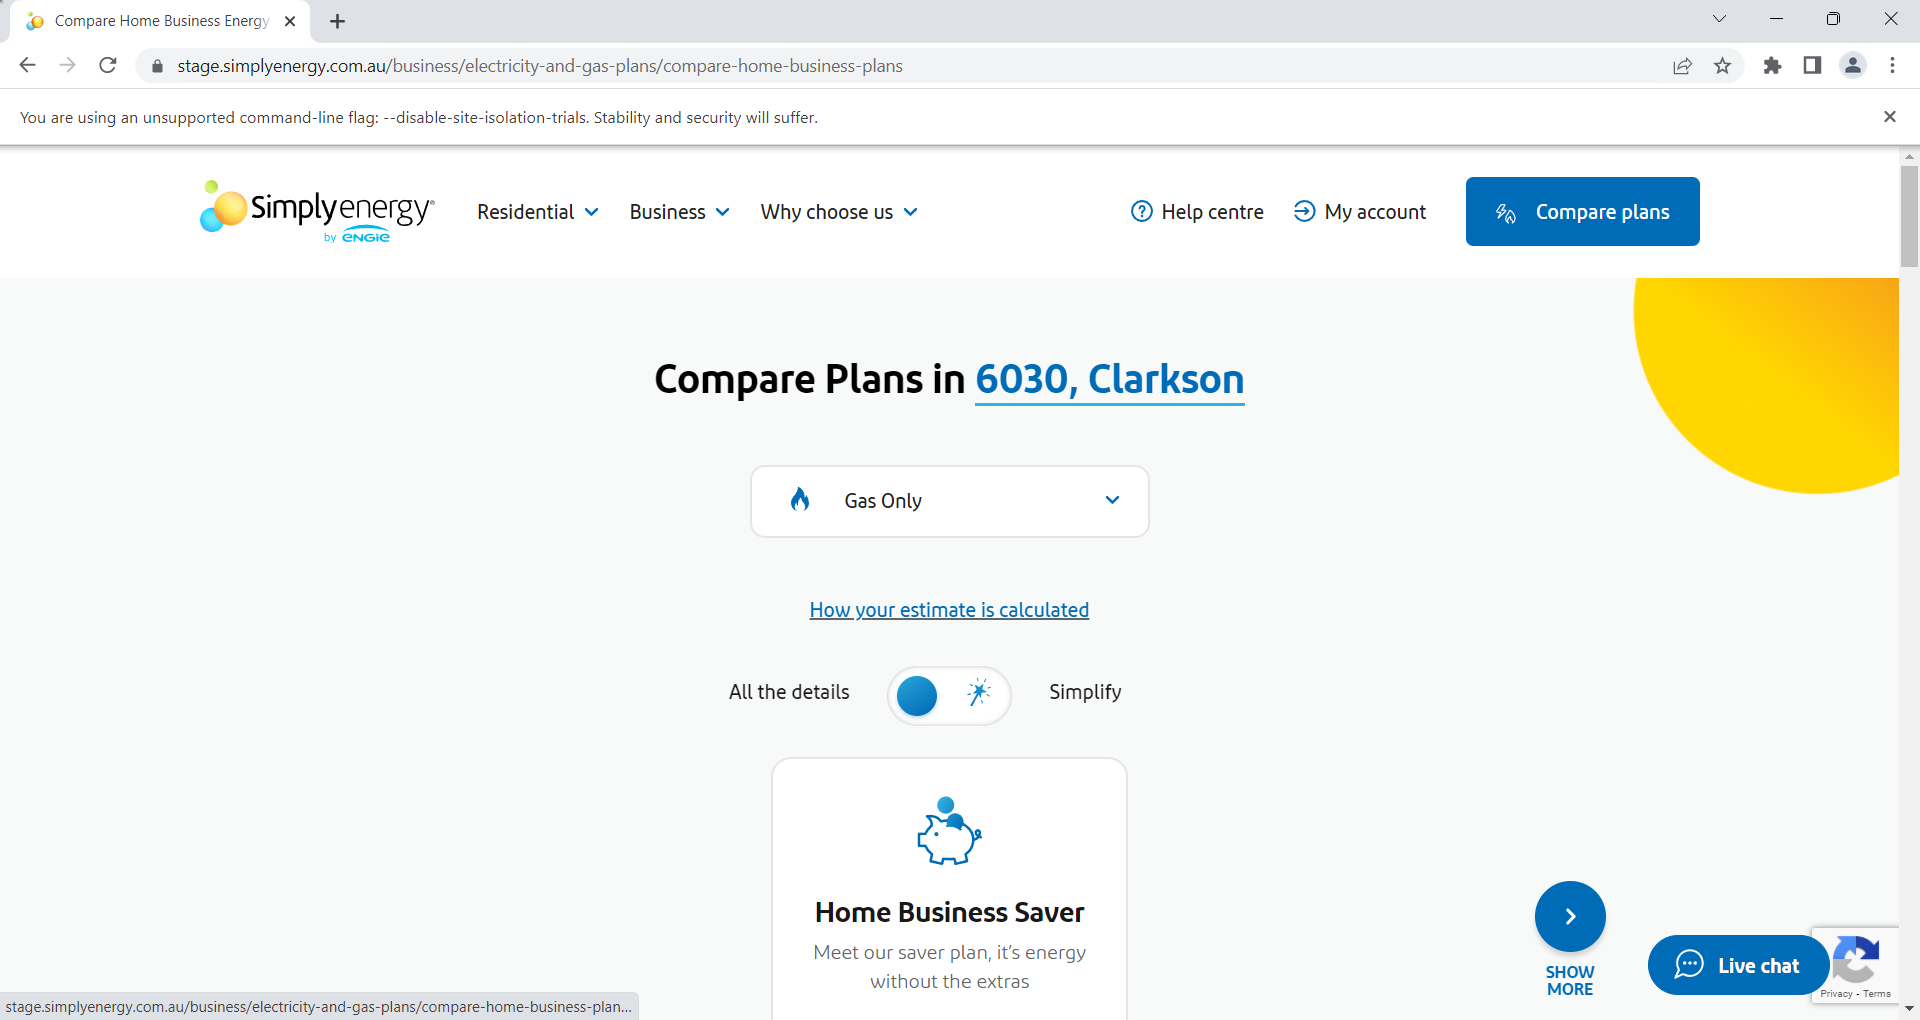 Compare Home Business Energy
stage.simplyenergy.com.au/business/electricity-and-gas-plans/compare-home-business-plans
You are using an unsupported command-line flag: --disable-site-isolation-trials. Stability and security will suffer.
Simplyenergy®
by ENGIE
Residential
Business
Why choose us
Help centre
My account
Compare plans
Compare Plans in 6030, Clarkson
Gas Only
How your estimate is calculated
All the details
Simplify
Home Business Saver
Meet our saver plan, it's energy
without the extras
SHOW
MORE
Live chat
Privacy - Terms
stage.simplyenergy.com.au/business/electricity-and-gas-plans/compare-home-business-plan...